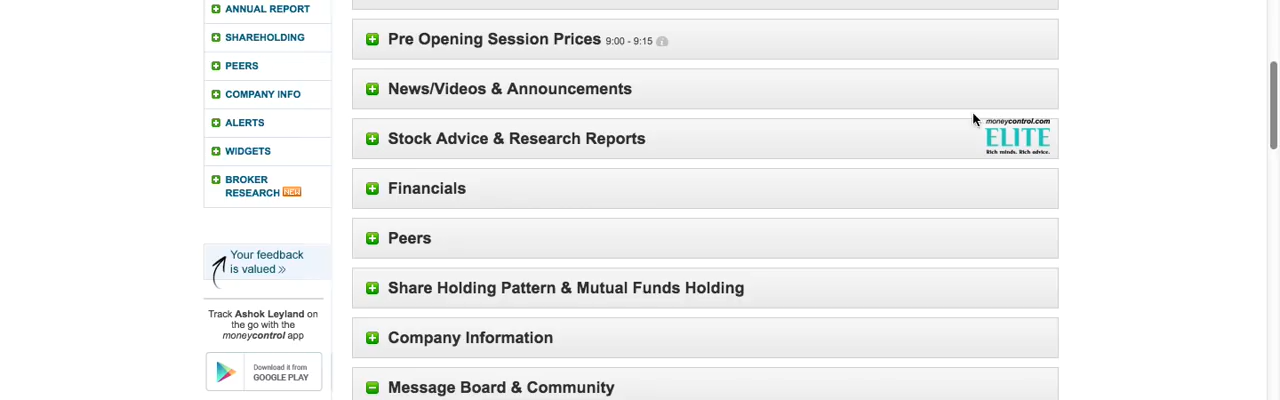 ANNUAL REPORT
SHAREHOLDING
PEERS
COMPANY INFO
ALERTS
WIDGETS
BROKER
RESEARCH NEW
Your feedback
is valued »
Track Ashok Leyland on
the go with the
moneycontrol app
Download it from
GOOGLE PLAY
Pre Opening Session Prices 9:00 - 9:15 i
News/Videos & Announcements
Stock Advice & Research Reports
moneycontrol.com
ELITE
Rich minds. Rich advice.
Financials
Peers
Share Holding Pattern & Mutual Funds Holding
Company Information
Message Board & Community